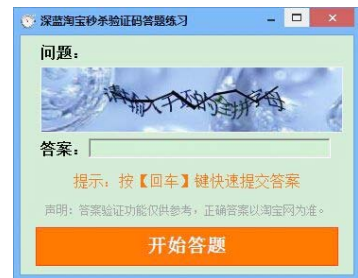 深蓝淘宝秒杀验证码答题练习
问题：
答案：
提示：按【回车】键快速提交答案
声明：答案验证功能仅供参考，正确答案以淘宝网为准。
开始答题